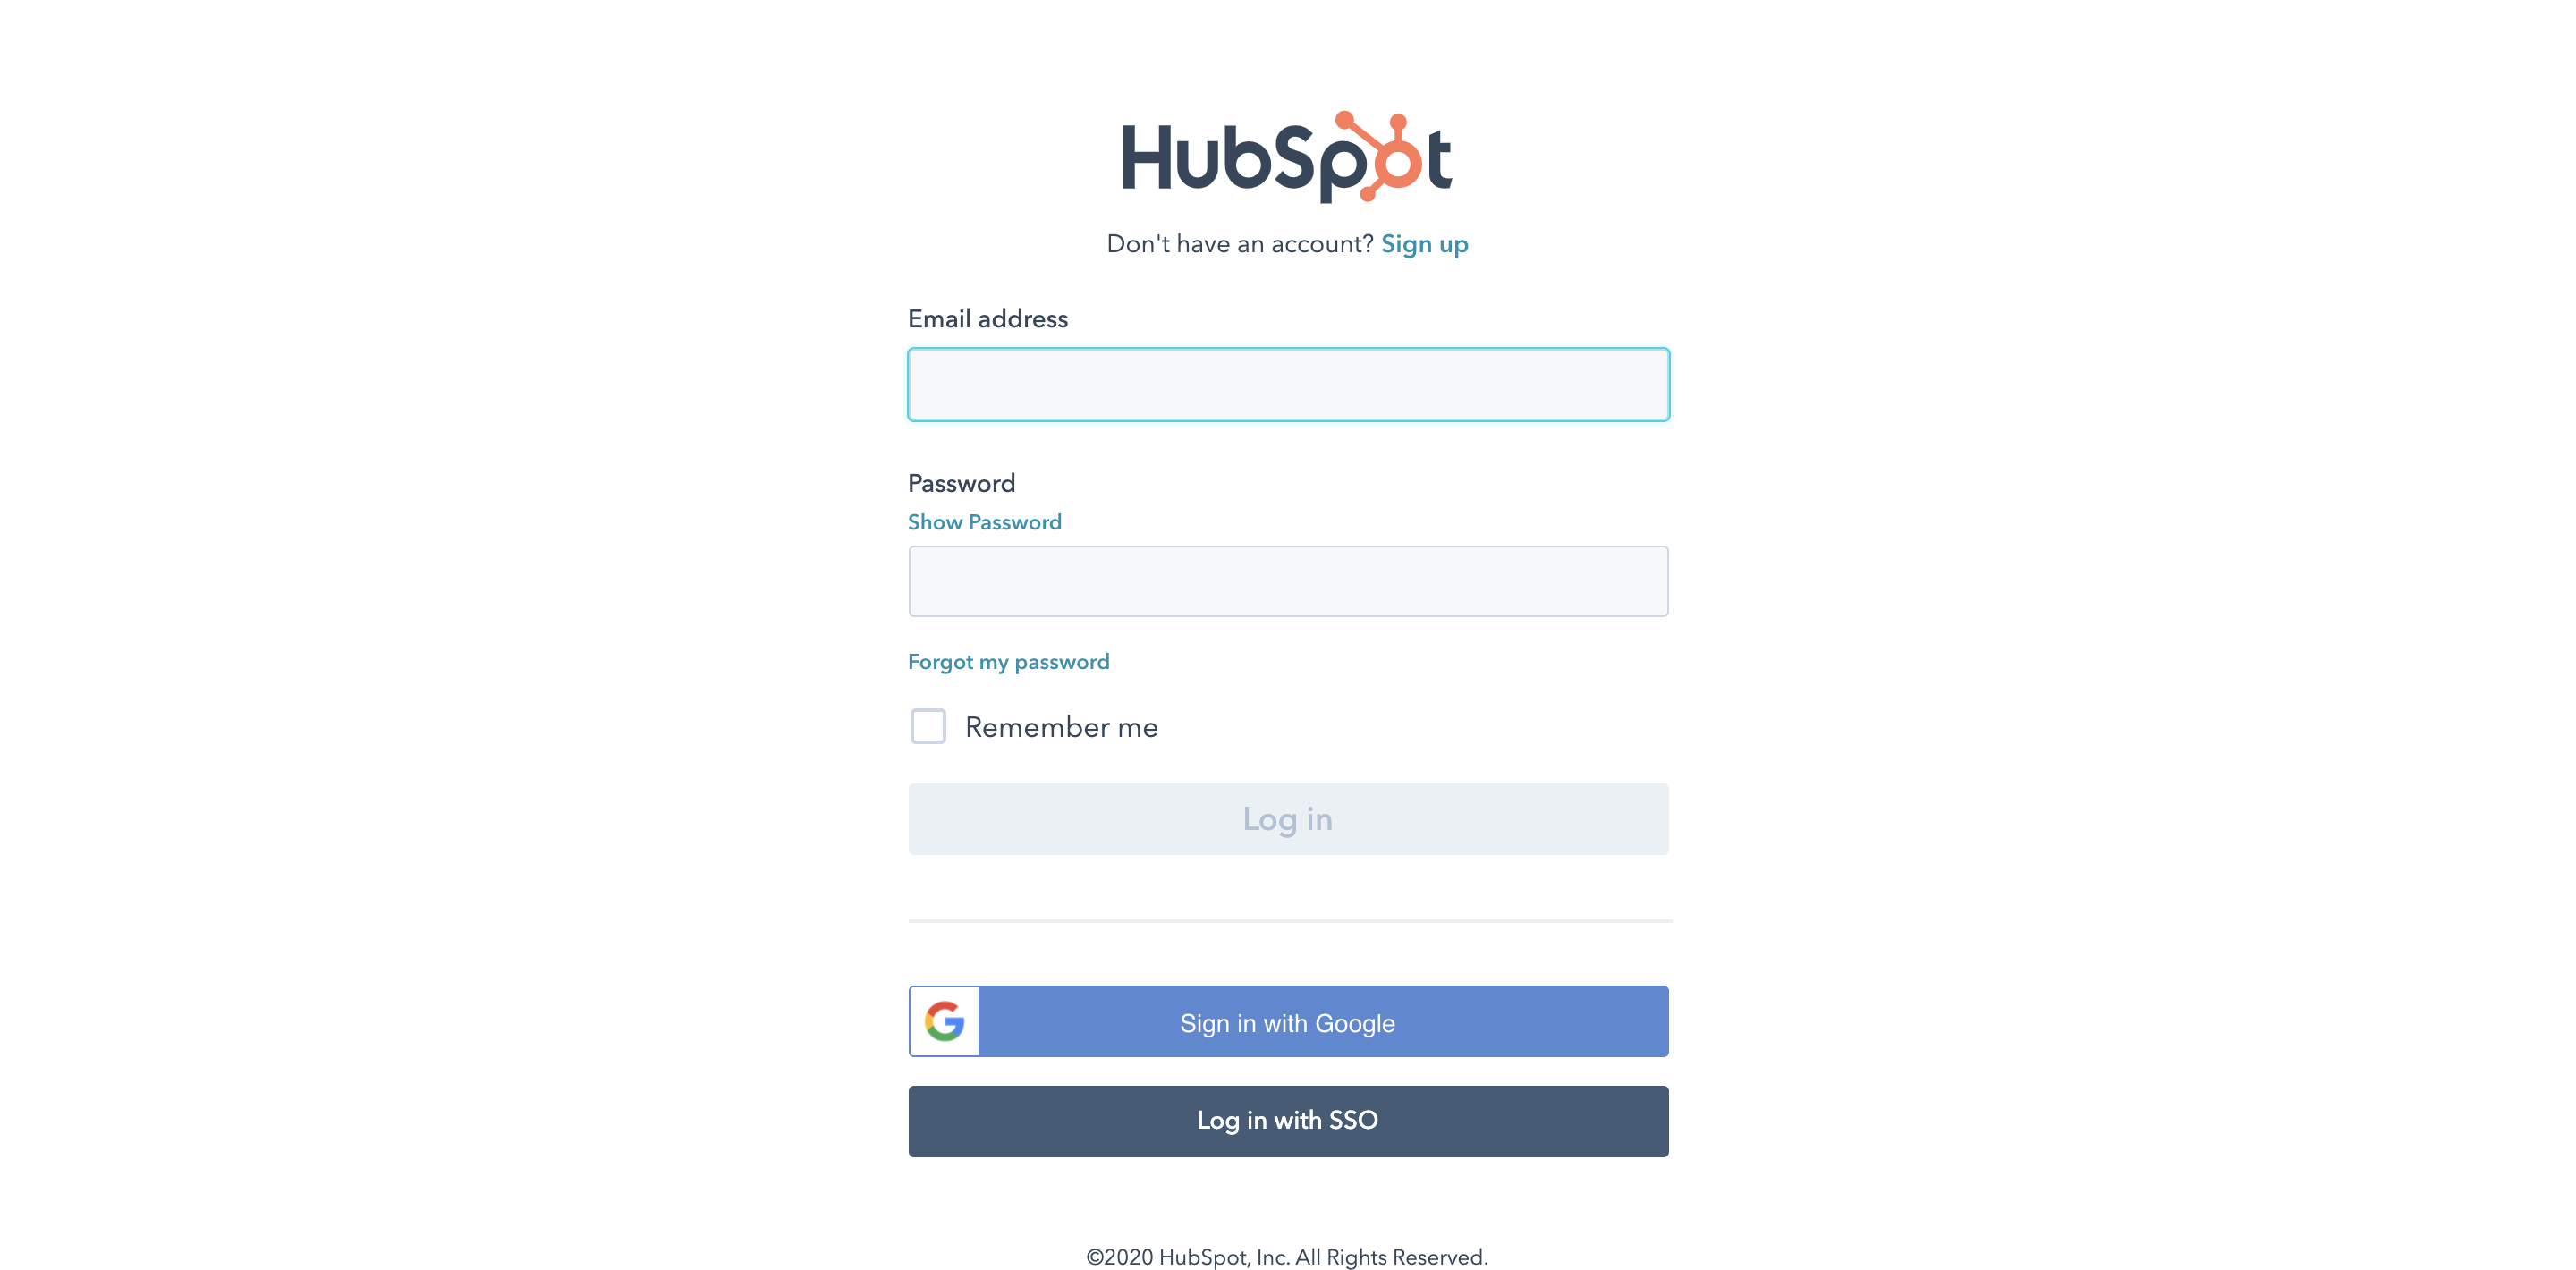 HubSpot
Don't have an account? Sign up
Email address
Password
Show Password
Forgot my password
Remember me
Log in
Sign in with Google
Log in with SSO
©2020 HubSpot, Inc. All Rights Reserved.